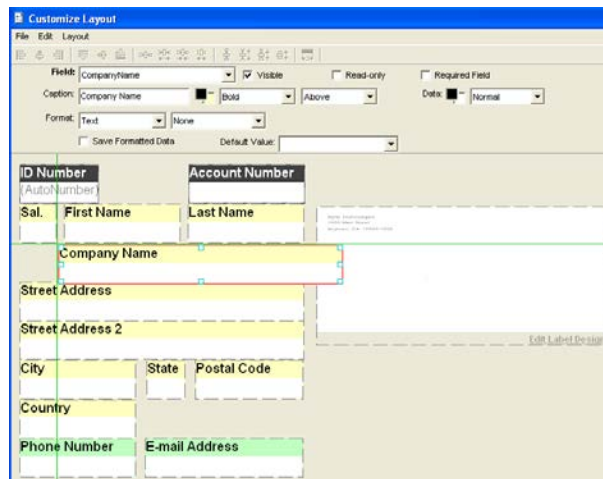 Customize Layout
File Edit Layout
Field: CompanyName Visible Read-only Required Field
Caption: Company Name Bold Above Data: Normal
Format: Text None
Save Formatted Data Default Value:
ID Number Account Number
(AutoNumber)
Sal. First Name Last Name
Company Name
Street Address
Street Address 2
Edit Label Design
City State Postal Code
Country
Phone Number E-mail Address